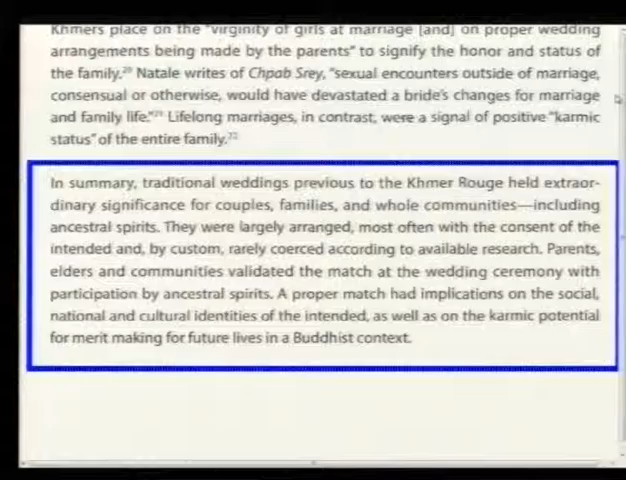 Khmers place on the "virginity of girls at marriage [and] on proper wedding
arrangements being made by the parents" to signify the honor and status of
the family.²⁰ Natale writes of Chpab Srey, "sexual encounters outside of marriage,
consensual or otherwise, would have devastated a bride's changes for marriage
and family life."²¹ Lifelong marriages, in contrast, were a signal of positive "karmic
status" of the entire family.²²
In summary, traditional weddings previous to the Khmer Rouge held extraor-
dinary significance for couples, families, and whole communities—including
ancestral spirits. They were largely arranged, most often with the consent of the
intended and, by custom, rarely coerced according to available research. Parents,
elders and communities validated the match at the wedding ceremony with
participation by ancestral spirits. A proper match had implications on the social,
national and cultural identities of the intended, as well as on the karmic potential
for merit making for future lives in a Buddhist context.